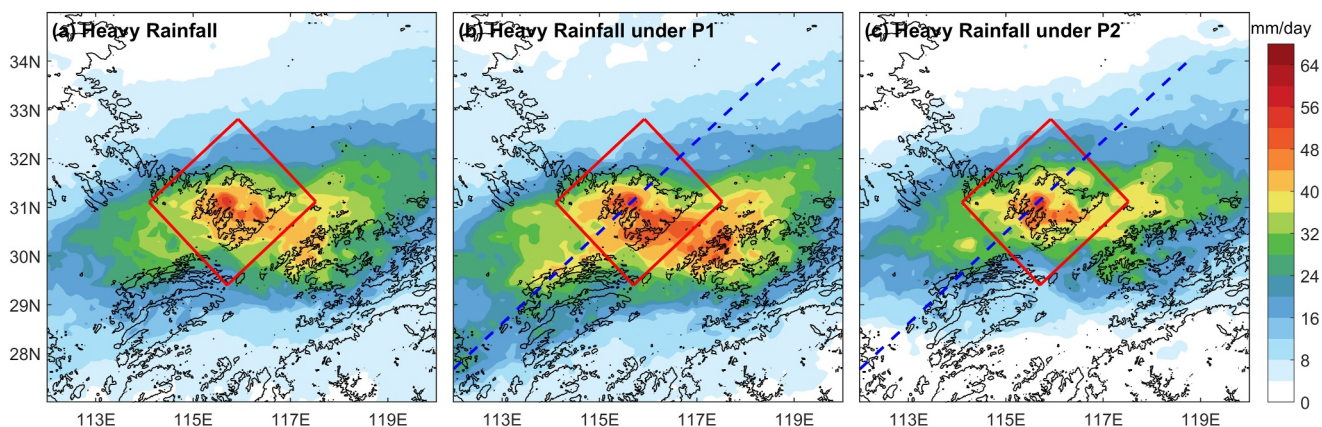 (a) Heavy Rainfall
(b) Heavy Rainfall under P1
(c) Heavy Rainfall under P2
mm/day
34N
33N
32N
31N
30N
29N
28N
113E 115E 117E 119E
113E 115E 117E 119E
113E 115E 117E 119E
64
56
48
40
32
24
16
8
0